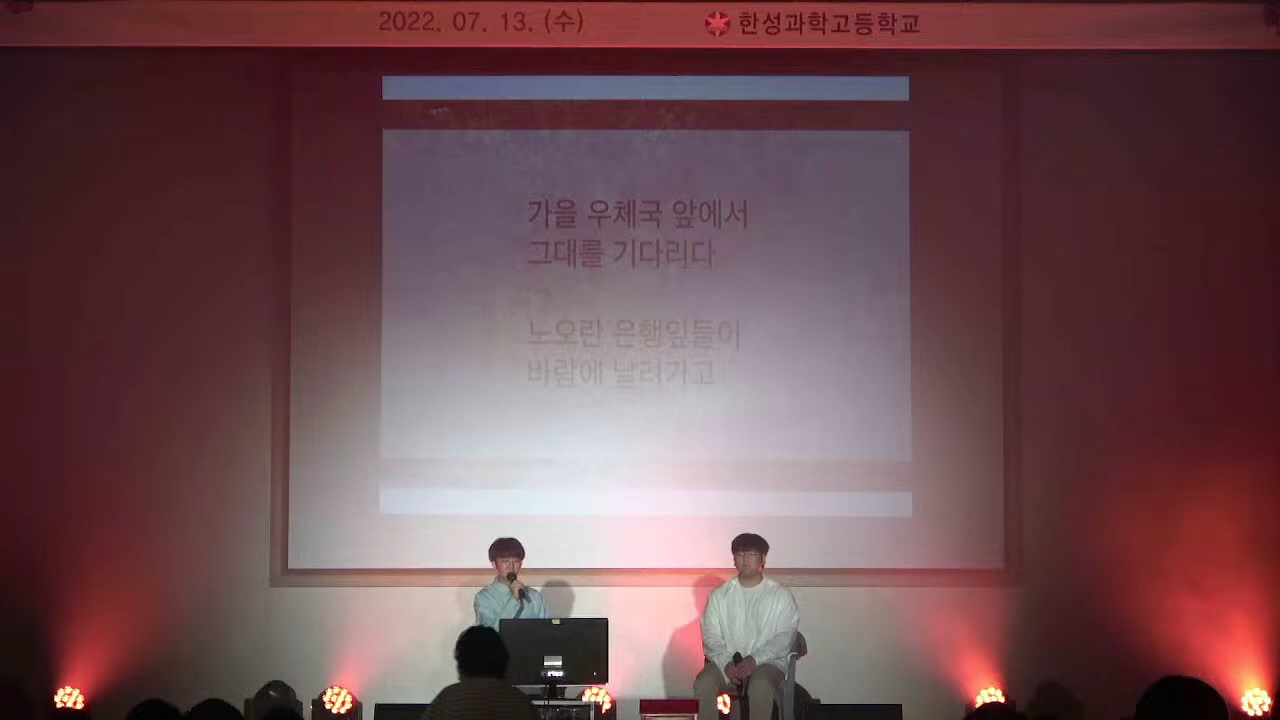 2022. 07. 13. (수) 한성과학고등학교
가을 우체국 앞에서
그대를 기다리다
노오란 은행잎들이
바람에 날려가고